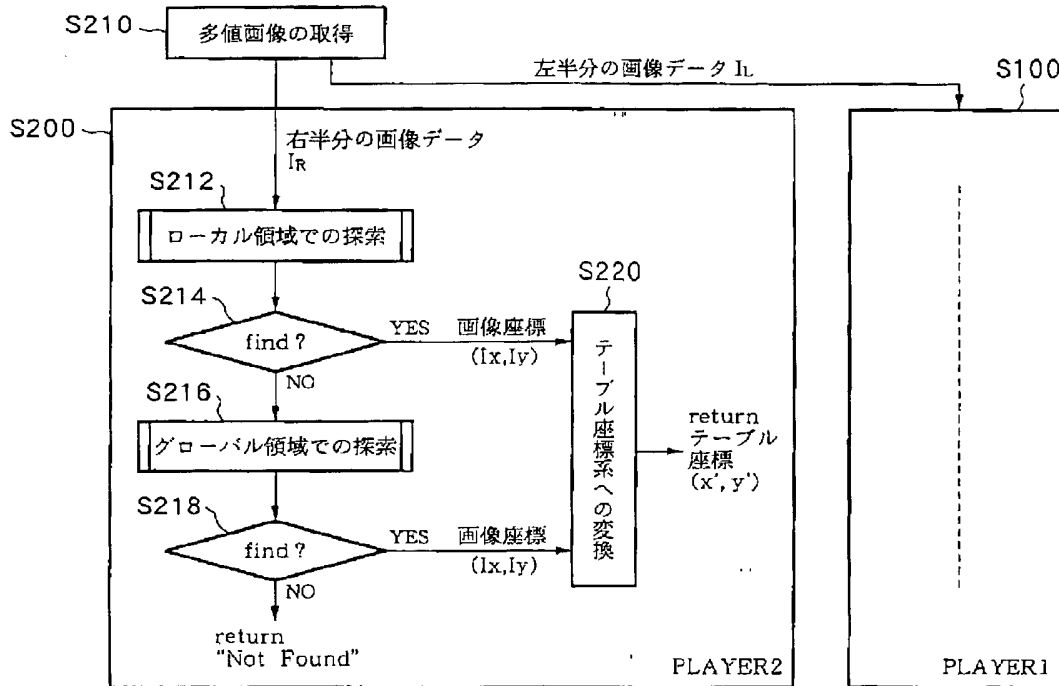 S210
多値画像の取得
左半分の画像データ IL
S100
S200
右半分の画像データ
IR
S212
ローカル領域での探索
S214
find?
YES
画像座標
(Ix,Iy)
NO
S220
テーブル座標系への変換
S216
グローバル領域での探索
return
テーブル
座標
(x',y')
S218
find?
YES
画像座標
(Ix,Iy)
NO
return
"Not Found"
PLAYER2
PLAYER1